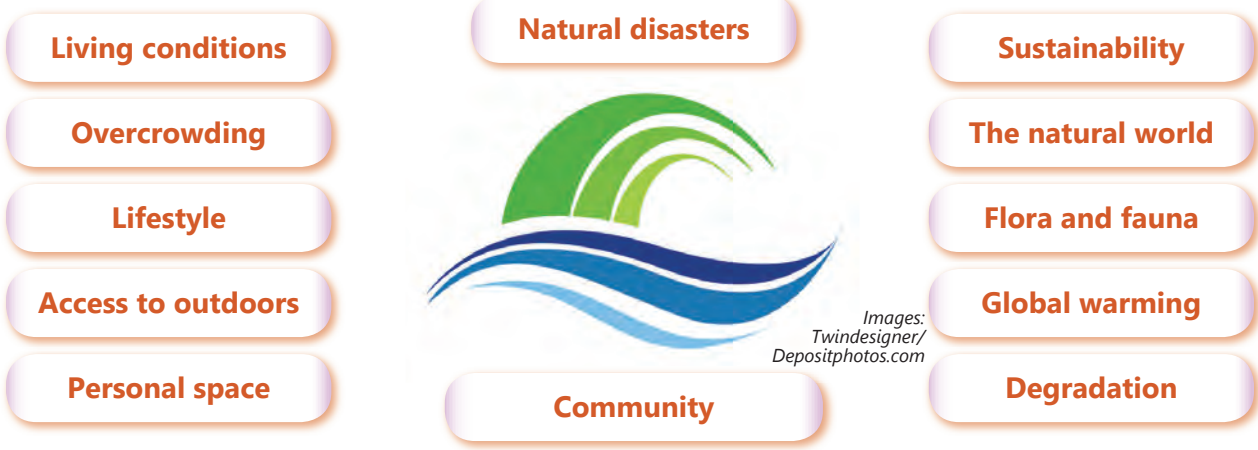 Living conditions
Overcrowding
Lifestyle
Access to outdoors
Personal space
Natural disasters
Images:
Twindesigner/
Depositphotos.com
Community
Sustainability
The natural world
Flora and fauna
Global warming
Degradation